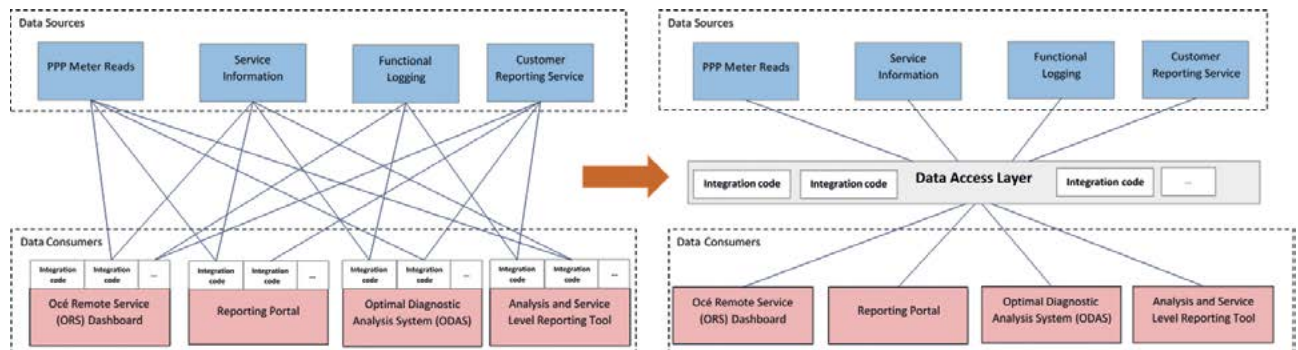 Data Sources
PPP Meter Reads
Service
Information
Functional
Logging
Customer
Reporting Service
Data Consumers
Integration
code
Integration
code
...
Integration
code
Integration
code
...
Integration
code
Integration
code
...
Integration
code
Integration
code
...
Océ Remote Service
(ORS) Dashboard
Reporting Portal
Optimal Diagnostic
Analysis System (ODAS)
Analysis and Service
Level Reporting Tool
Data Sources
PPP Meter Reads
Service
Information
Functional
Logging
Customer
Reporting Service
Integration code
Integration code
Data Access Layer
Integration code
...
Data Consumers
Océ Remote Service
(ORS) Dashboard
Reporting Portal
Optimal Diagnostic
Analysis System (ODAS)
Analysis and Service
Level Reporting Tool